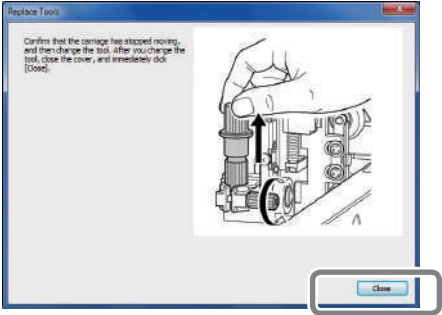 Replace Tools
Confirm that the carriage has stopped moving,
and then change the tool. After you change the
tool, close the cover, and immediately click
[Close].
Close